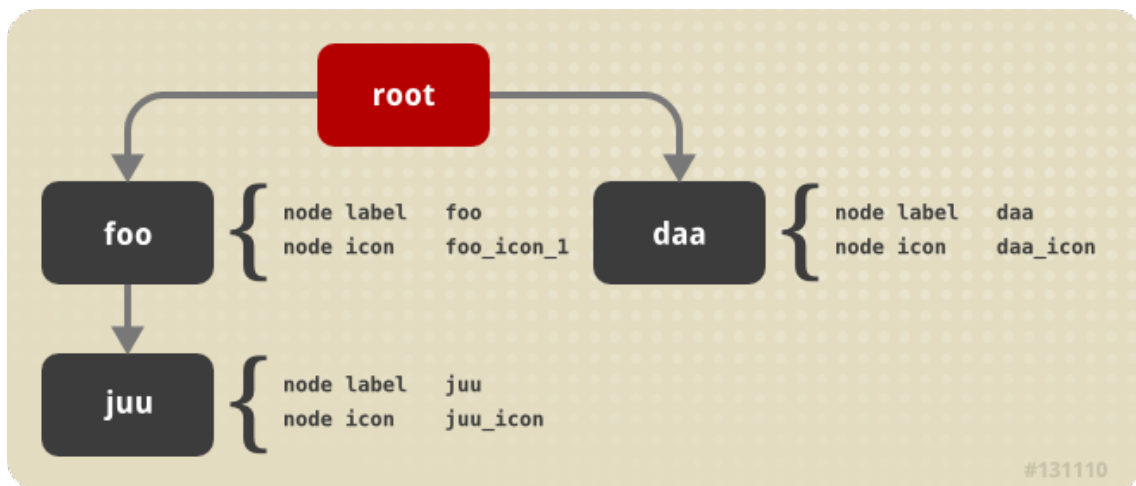 root
foo
node label foo
node icon foo_icon_1
daa
node label daa
node icon daa_icon
juu
node label juu
node icon juu_icon
#131110